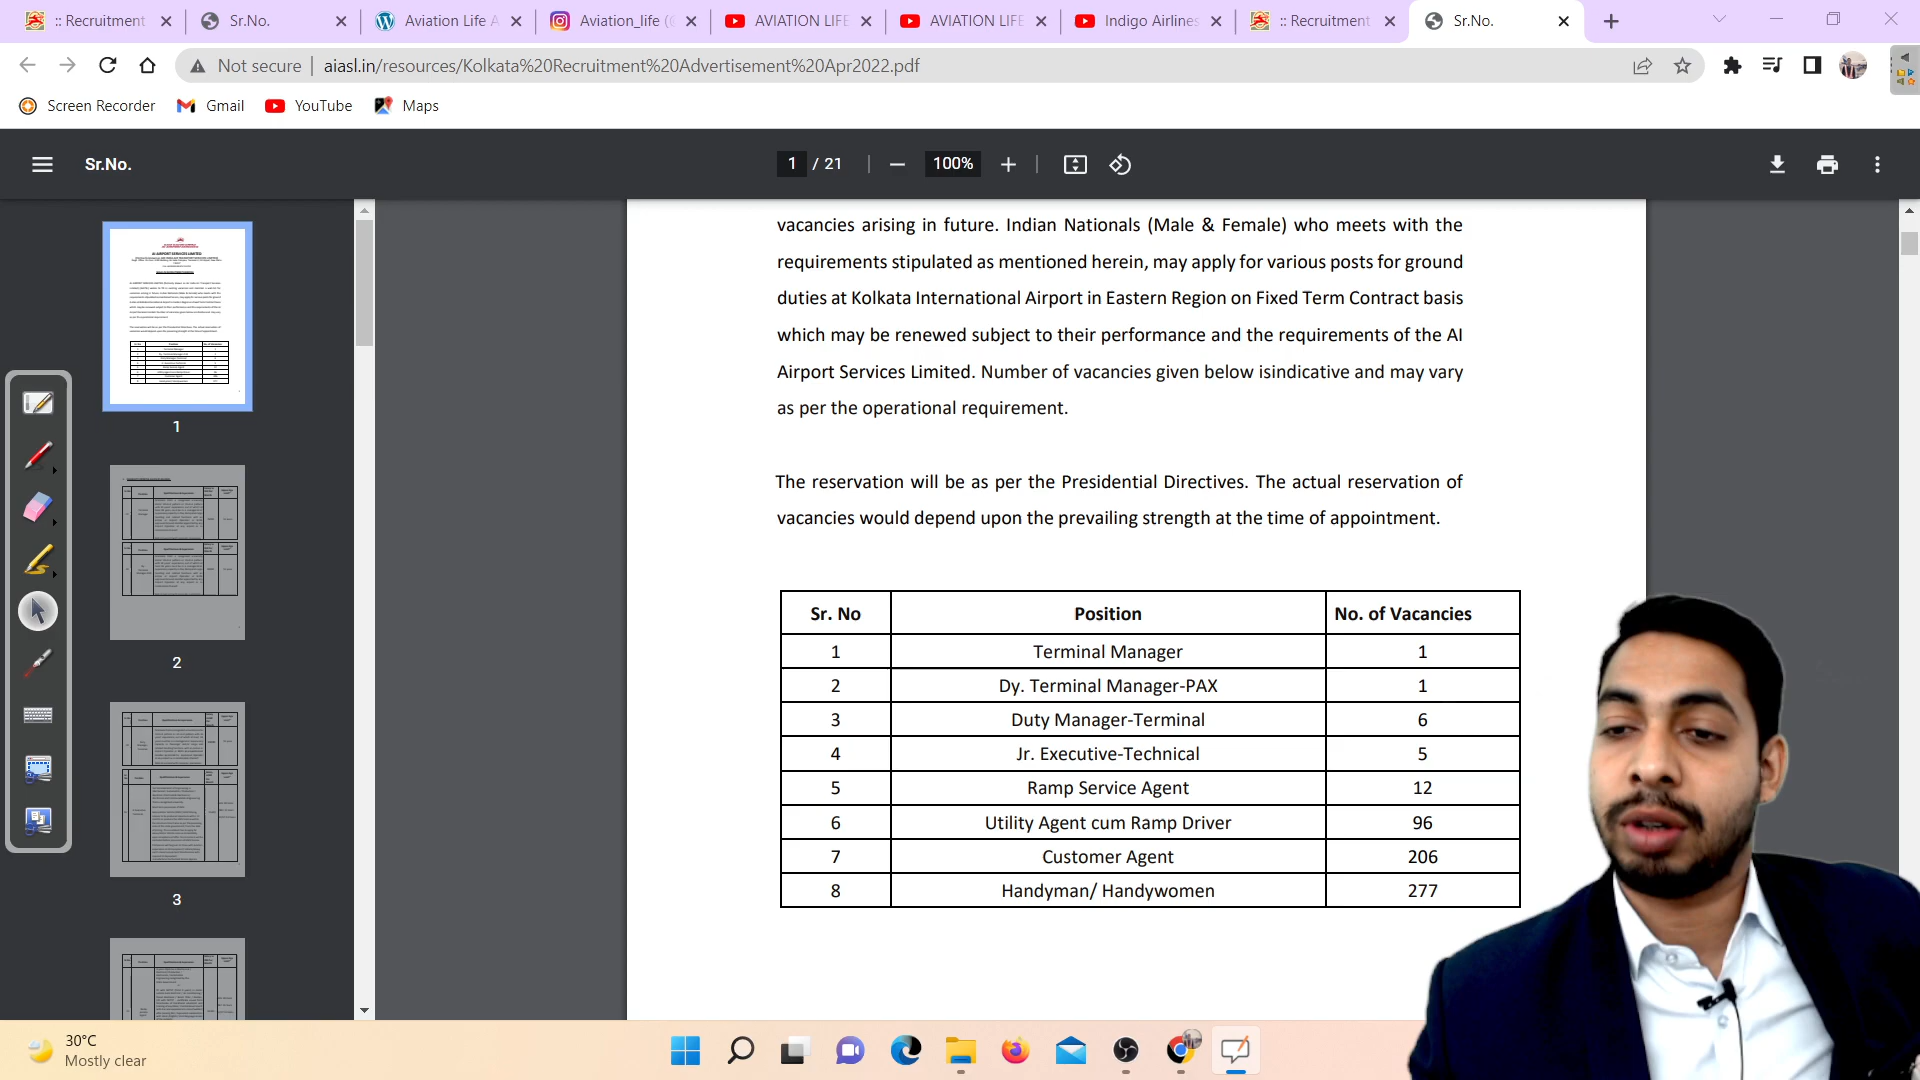 :: Recruitment
Sr.No.
Aviation Life A
Aviation_life (
AVIATION LIFE
AVIATION LIFE
Indigo Airlines
:: Recruitment
Sr.No.
Not secure
aiasl.in/resources/Kolkata%20Recruitment%20Advertisement%20Apr2022.pdf
Screen Recorder
Gmail
YouTube
Maps
Sr.No.
1 / 21
100%
vacancies arising in future. Indian Nationals (Male & Female) who meets with the
requirements stipulated as mentioned herein, may apply for various posts for ground
duties at Kolkata International Airport in Eastern Region on Fixed Term Contract basis
which may be renewed subject to their performance and the requirements of the AI
Airport Services Limited. Number of vacancies given below isindicative and may vary
as per the operational requirement.
The reservation will be as per the Presidential Directives. The actual reservation of
vacancies would depend upon the prevailing strength at the time of appointment.
Sr. No Position No. of Vacancies
1 Terminal Manager 1
2 Dy. Terminal Manager-PAX 1
3 Duty Manager-Terminal 6
4 Jr. Executive-Technical 5
5 Ramp Service Agent 12
6 Utility Agent cum Ramp Driver 96
7 Customer Agent 206
8 Handyman/ Handywomen 277
1
2
3
30°C
Mostly clear